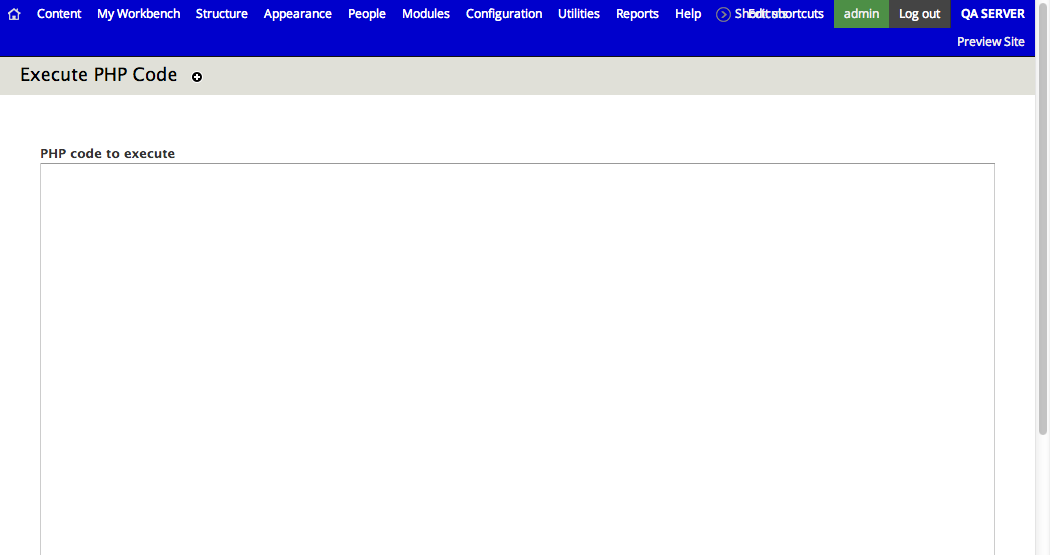 Content My Workbench Structure Appearance People Modules Configuration Utilities Reports Help Shortcuts Edit shortcuts admin Log out QA SERVER
Preview Site
Execute PHP Code
PHP code to execute